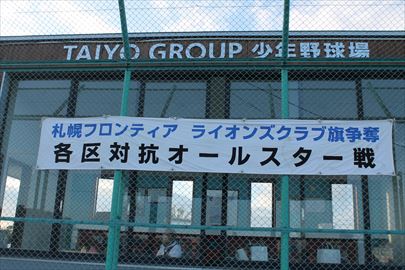 TAIYO GROUP 少年野球場
札幌フロンティア ライオンズクラブ旗争奪
各区対抗オールスター戦